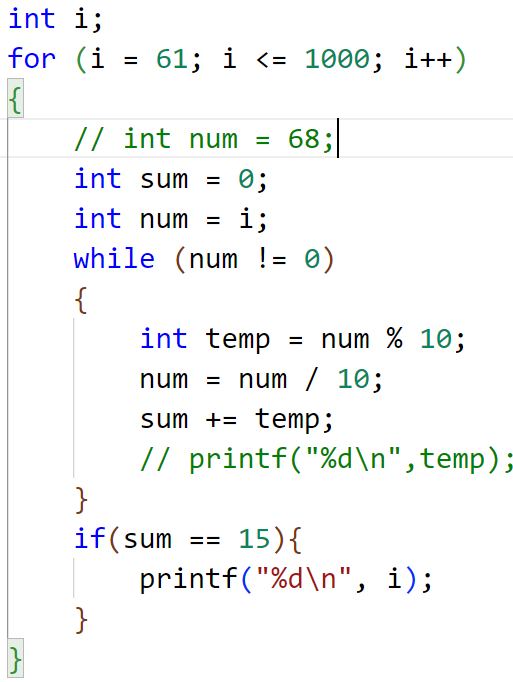 int i;
for (i = 61; i <= 1000; i++)
{
    // int num = 68;
    int sum = 0;
    int num = i;
    while (num != 0)
    {
        int temp = num % 10;
        num = num / 10;
        sum += temp;
        // printf("%d\n",temp);
    }
    if(sum == 15){
        printf("%d\n", i);
    }
}